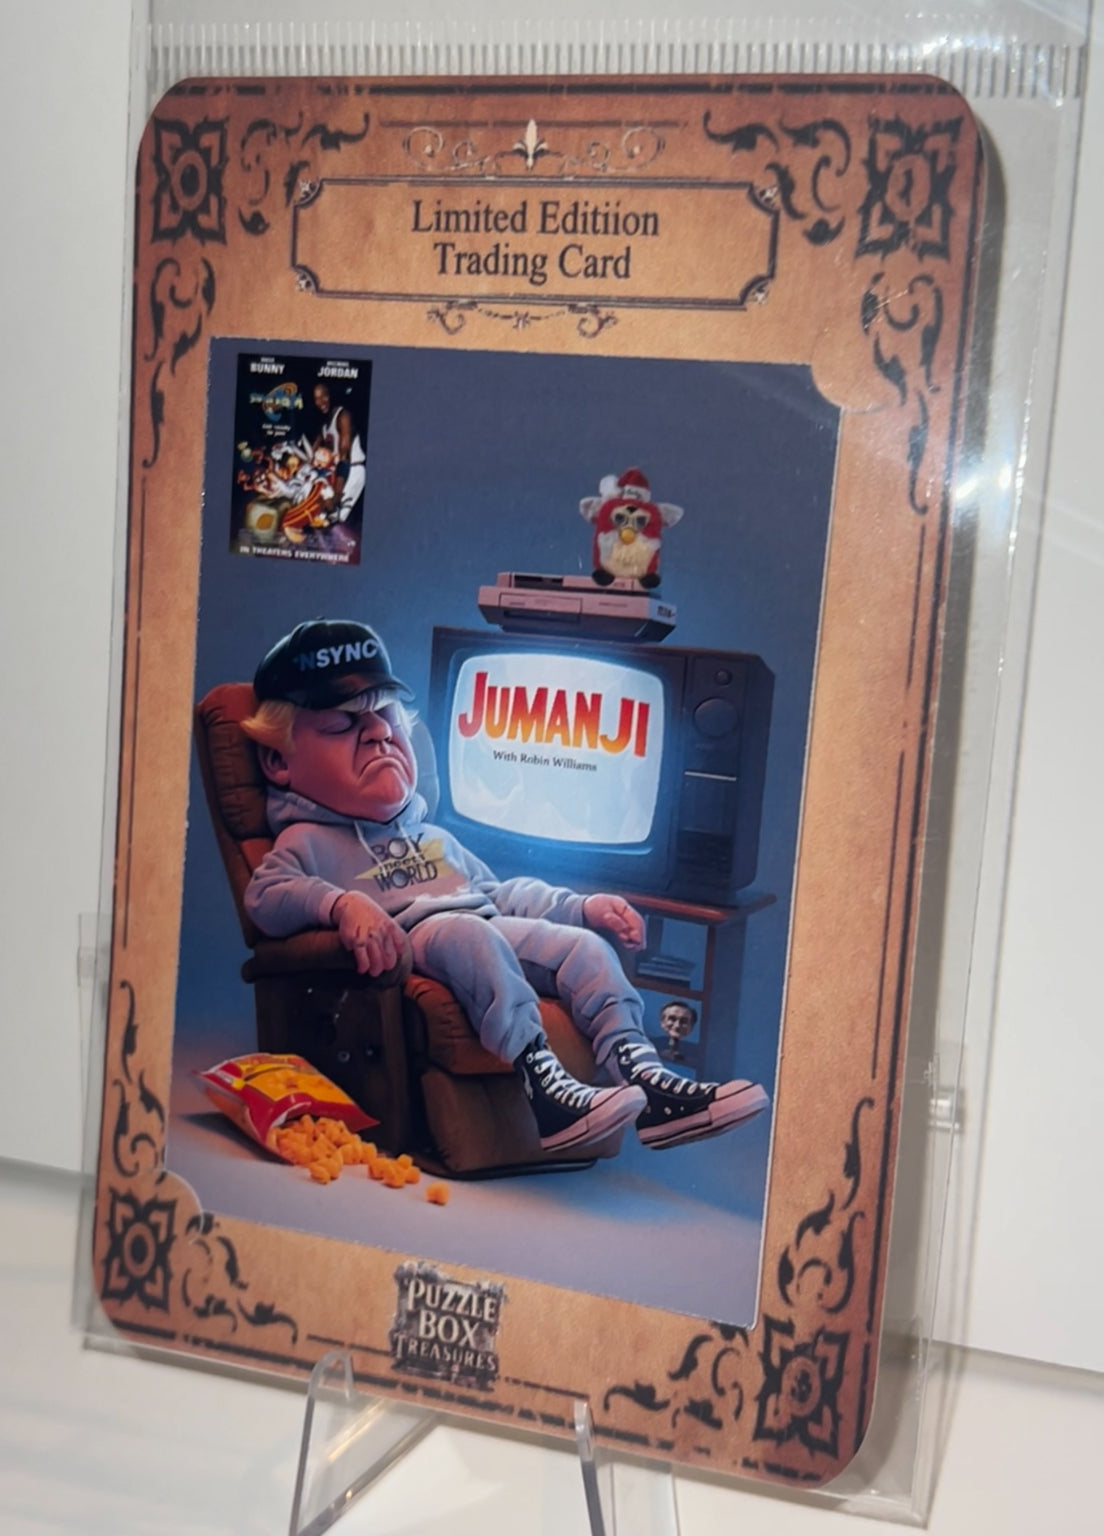 Limited Editiion
Trading Card
BUNNY
JORDAN
IN THEATERS EVERYWHERE
'NSYNC
JUMANJI
With Robin Williams
BOY
meets
WORLD
PUZZLE
BOX
TREASURES